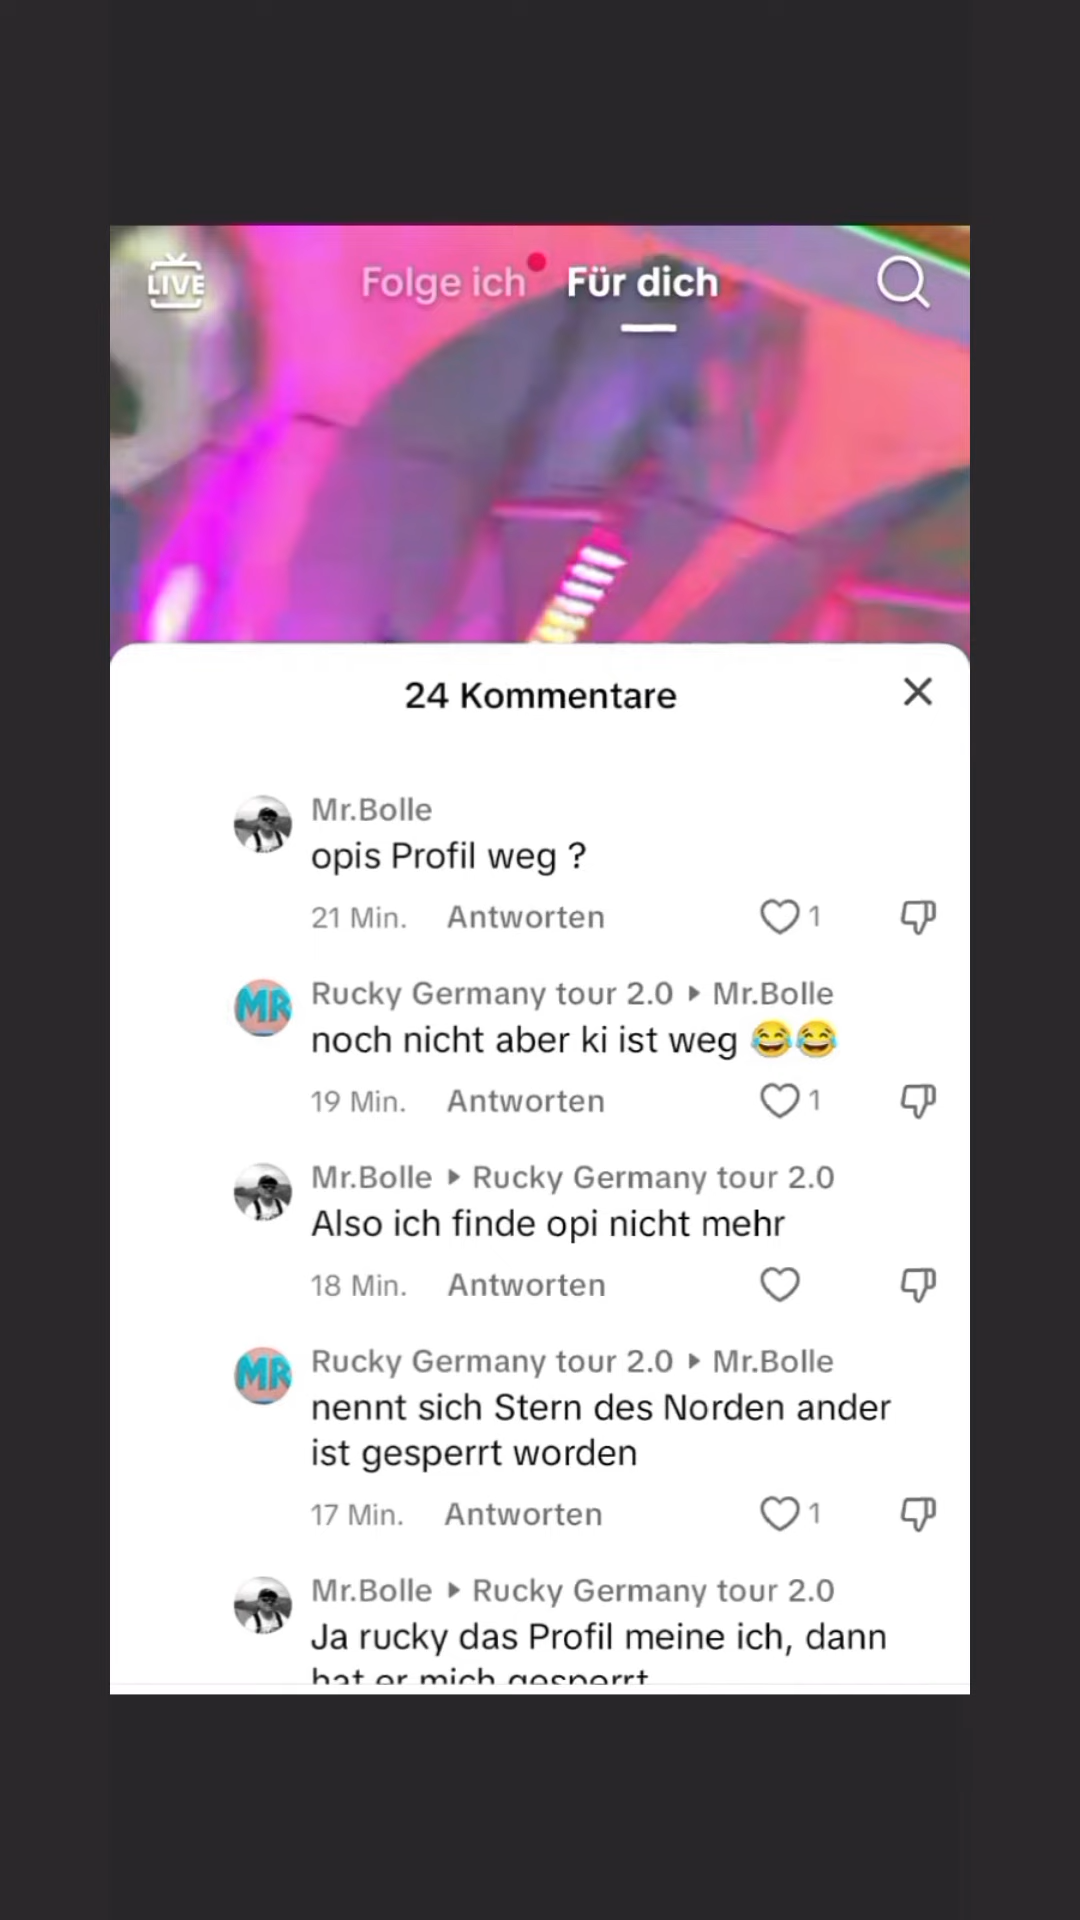 LIVE
Folge ich Für dich
24 Kommentare
Mr.Bolle
opis Profil weg ?
21 Min. Antworten 1
MR
Rucky Germany tour 2.0 ▸ Mr.Bolle
noch nicht aber ki ist weg 😂😂
19 Min. Antworten 1
Mr.Bolle ▸ Rucky Germany tour 2.0
Also ich finde opi nicht mehr
18 Min. Antworten
MR
Rucky Germany tour 2.0 ▸ Mr.Bolle
nennt sich Stern des Norden ander
ist gesperrt worden
17 Min. Antworten 1
Mr.Bolle ▸ Rucky Germany tour 2.0
Ja rucky das Profil meine ich, dann
hat er mich gesperrt